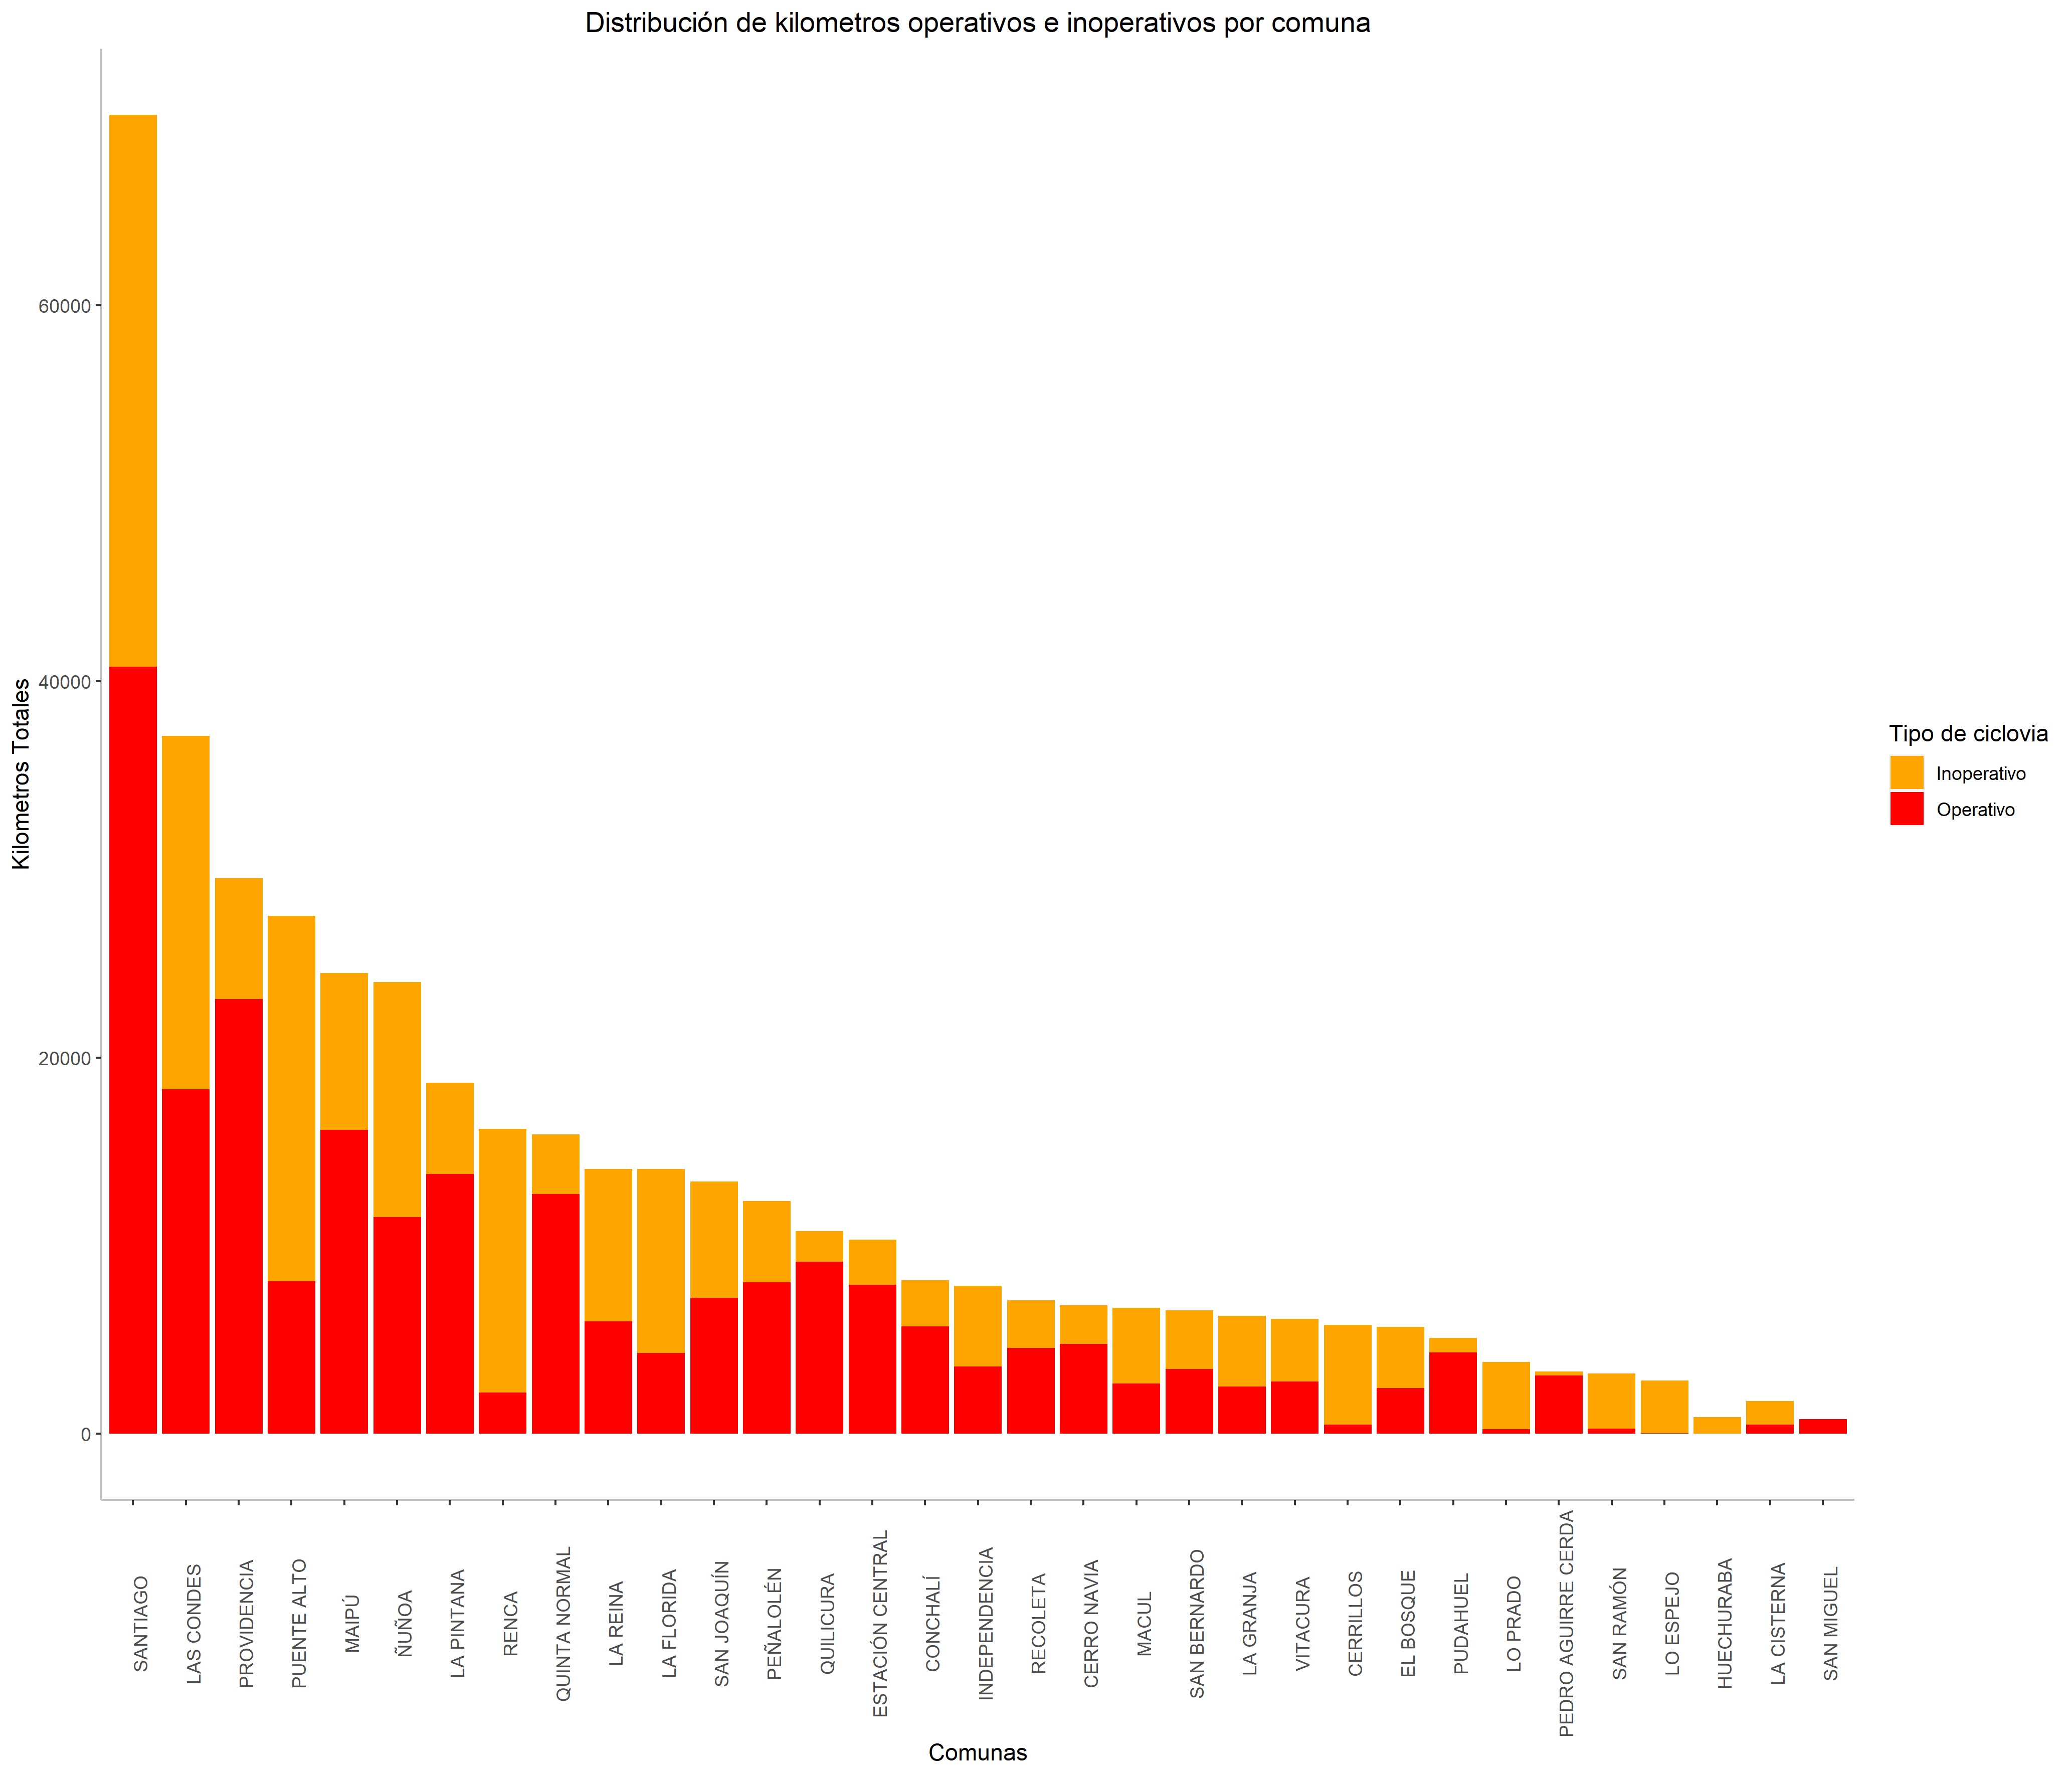 Distribución de kilometros operativos e inoperativos por comuna
Kilometros Totales
60000
40000
20000
0
SANTIAGO
LAS CONDES
PROVIDENCIA
PUENTE ALTO
MAIPÚ
ÑUÑOA
LA PINTANA
RENCA
QUINTA NORMAL
LA REINA
LA FLORIDA
SAN JOAQUÍN
PEÑALOLÉN
QUILICURA
ESTACIÓN CENTRAL
CONCHALÍ
INDEPENDENCIA
RECOLETA
CERRO NAVIA
MACUL
SAN BERNARDO
LA GRANJA
VITACURA
CERRILLOS
EL BOSQUE
PUDAHUEL
LO PRADO
PEDRO AGUIRRE CERDA
SAN RAMÓN
LO ESPEJO
HUECHURABA
LA CISTERNA
SAN MIGUEL
Comunas
Tipo de ciclovia
Inoperativo
Operativo